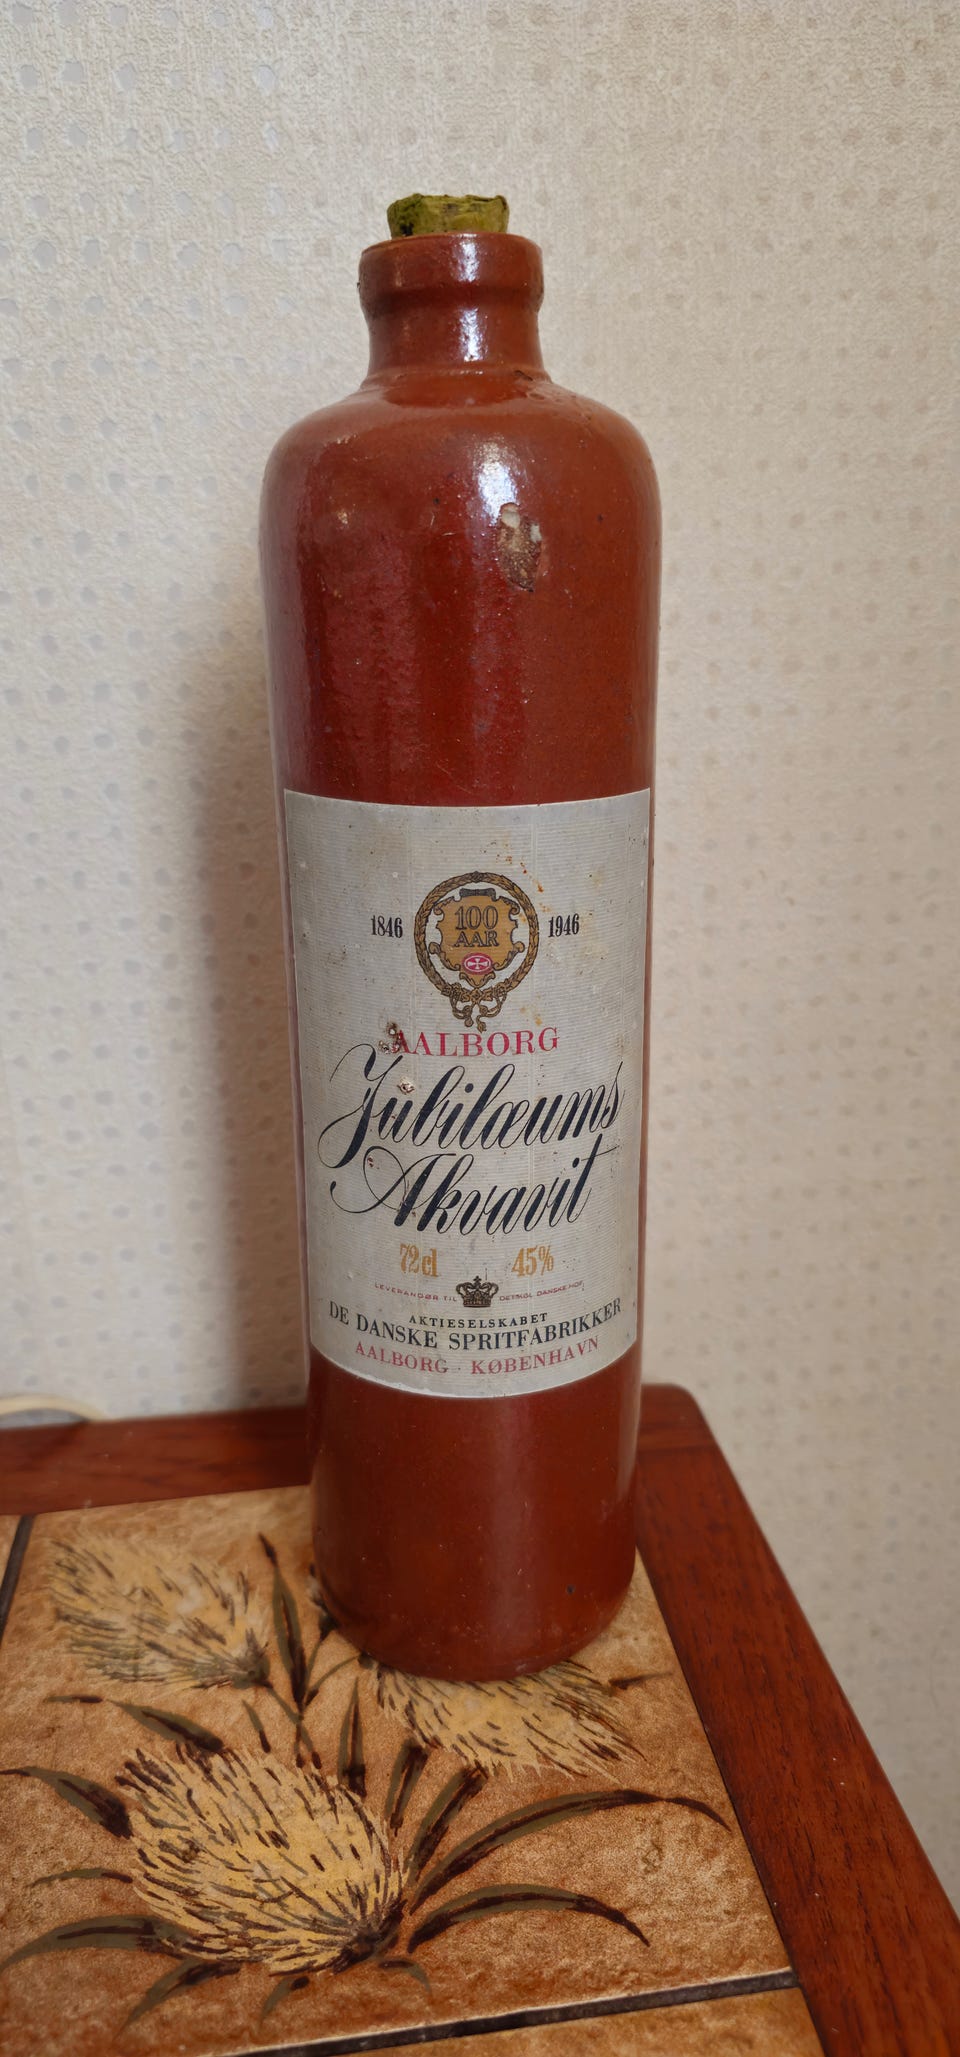 1846 100 AAR 1946
AALBORG
Jubilæums
Akvavit
72cl 45%
LEVERANDØR TIL DET KGL. DANSKE HOF
AKTIESELSKABET
DE DANSKE SPRITFABRIKKER
AALBORG · KØBENHAVN